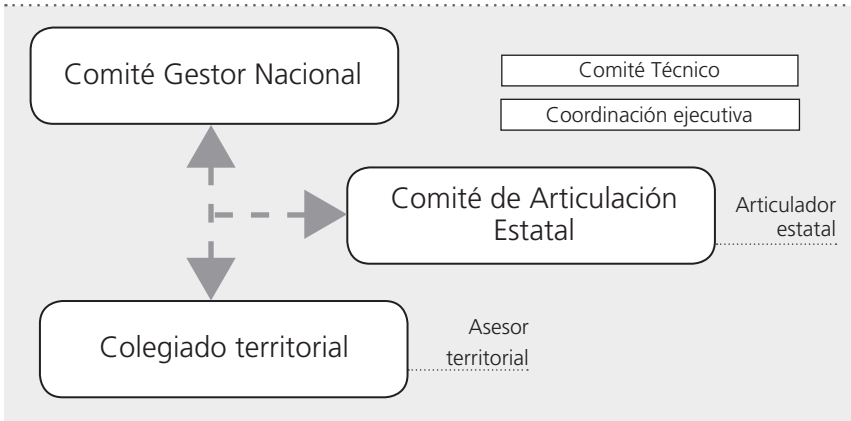 Comité Gestor Nacional
Comité Técnico
Coordinación ejecutiva
Comité de Articulación
Estatal
Articulador
estatal
Colegiado territorial
Asesor
territorial